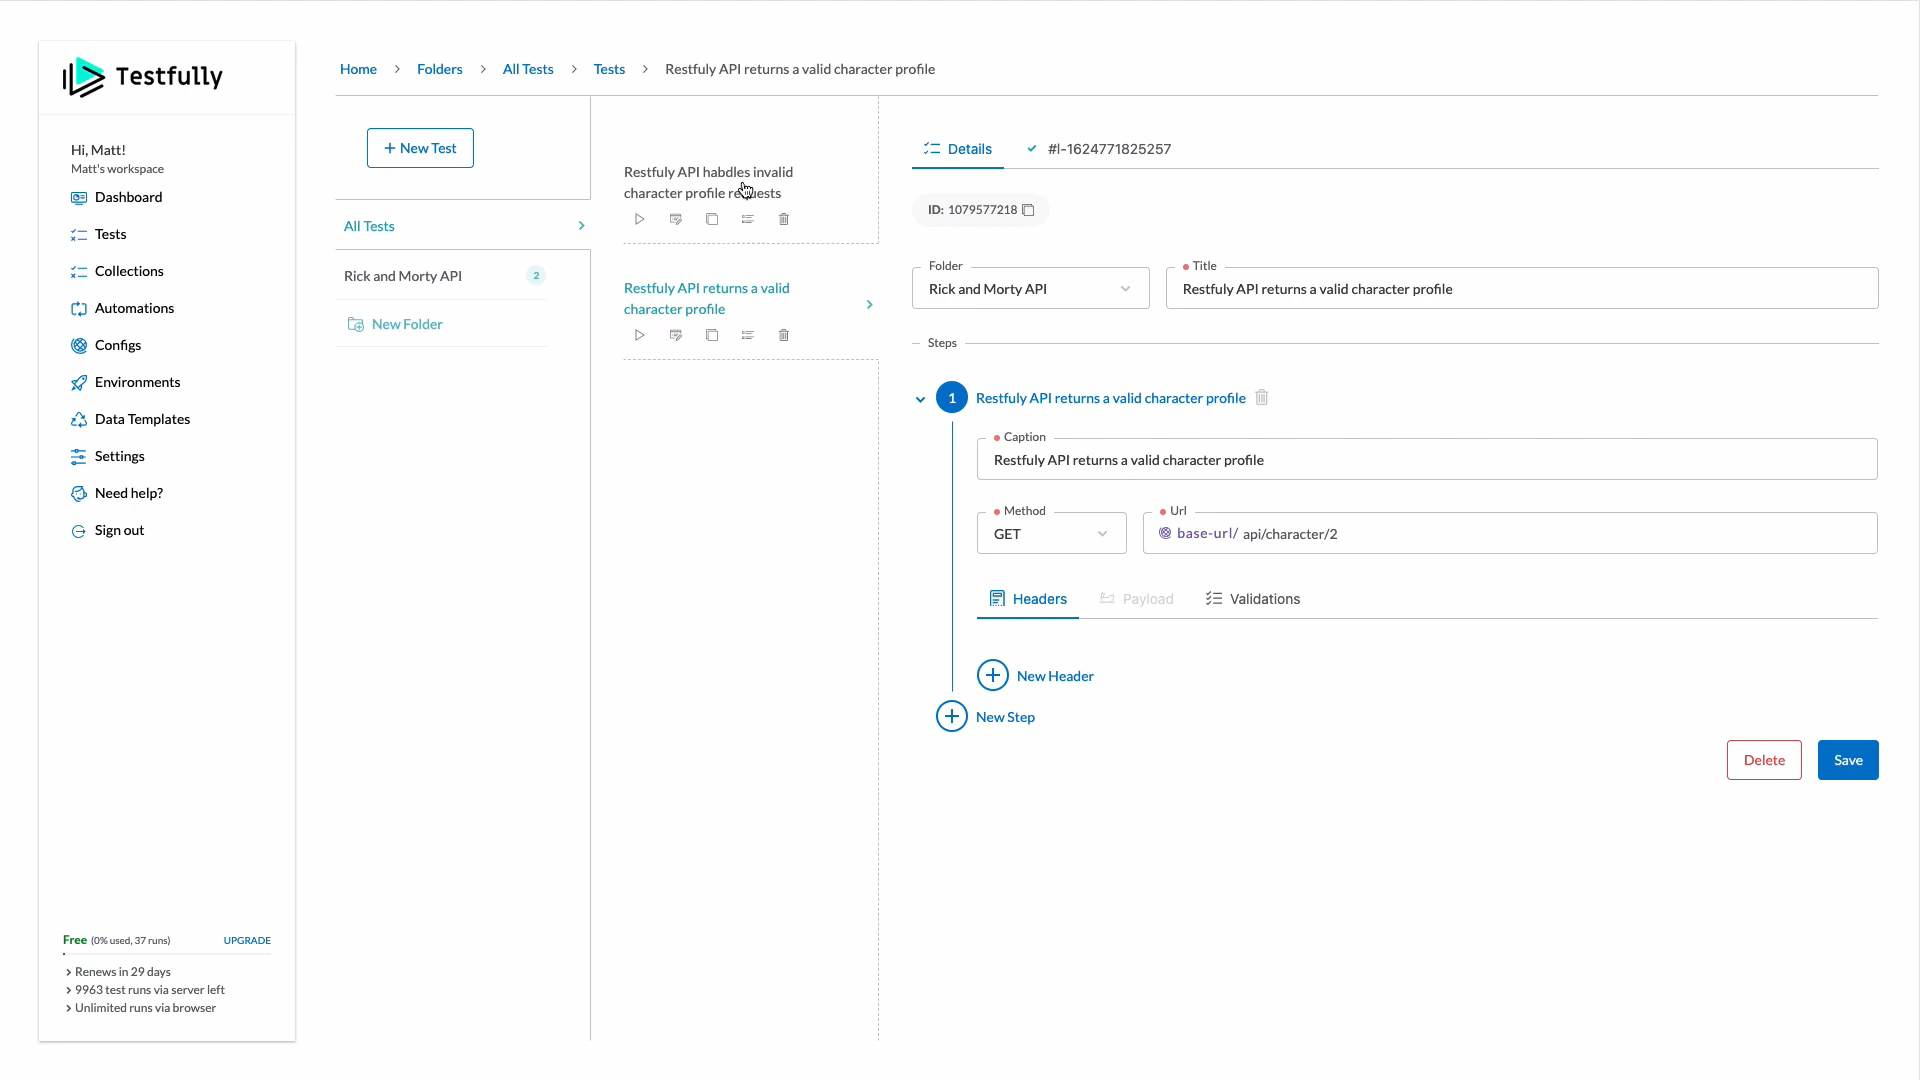 Testfully
Hi, Matt!
Matt's workspace
Dashboard
Tests
Collections
Automations
Configs
Environments
Data Templates
Settings
Need help?
Sign out
Free (0% used, 37 runs) UPGRADE
> Renews in 29 days
> 9963 test runs via server left
> Unlimited runs via browser
Home > Folders > All Tests > Tests > Restfuly API returns a valid character profile
+ New Test
All Tests >
Rick and Morty API 2
New Folder
Restfuly API habdles invalid
character profile requests
Restfuly API returns a valid
character profile
Details
#l-1624771825257
ID: 1079577218
Folder
Rick and Morty API
Title
Restfuly API returns a valid character profile
Steps
1 Restfuly API returns a valid character profile
Caption
Restfuly API returns a valid character profile
Method
GET
Url
base-url/ api/character/2
Headers
Payload
Validations
New Header
New Step
Delete
Save